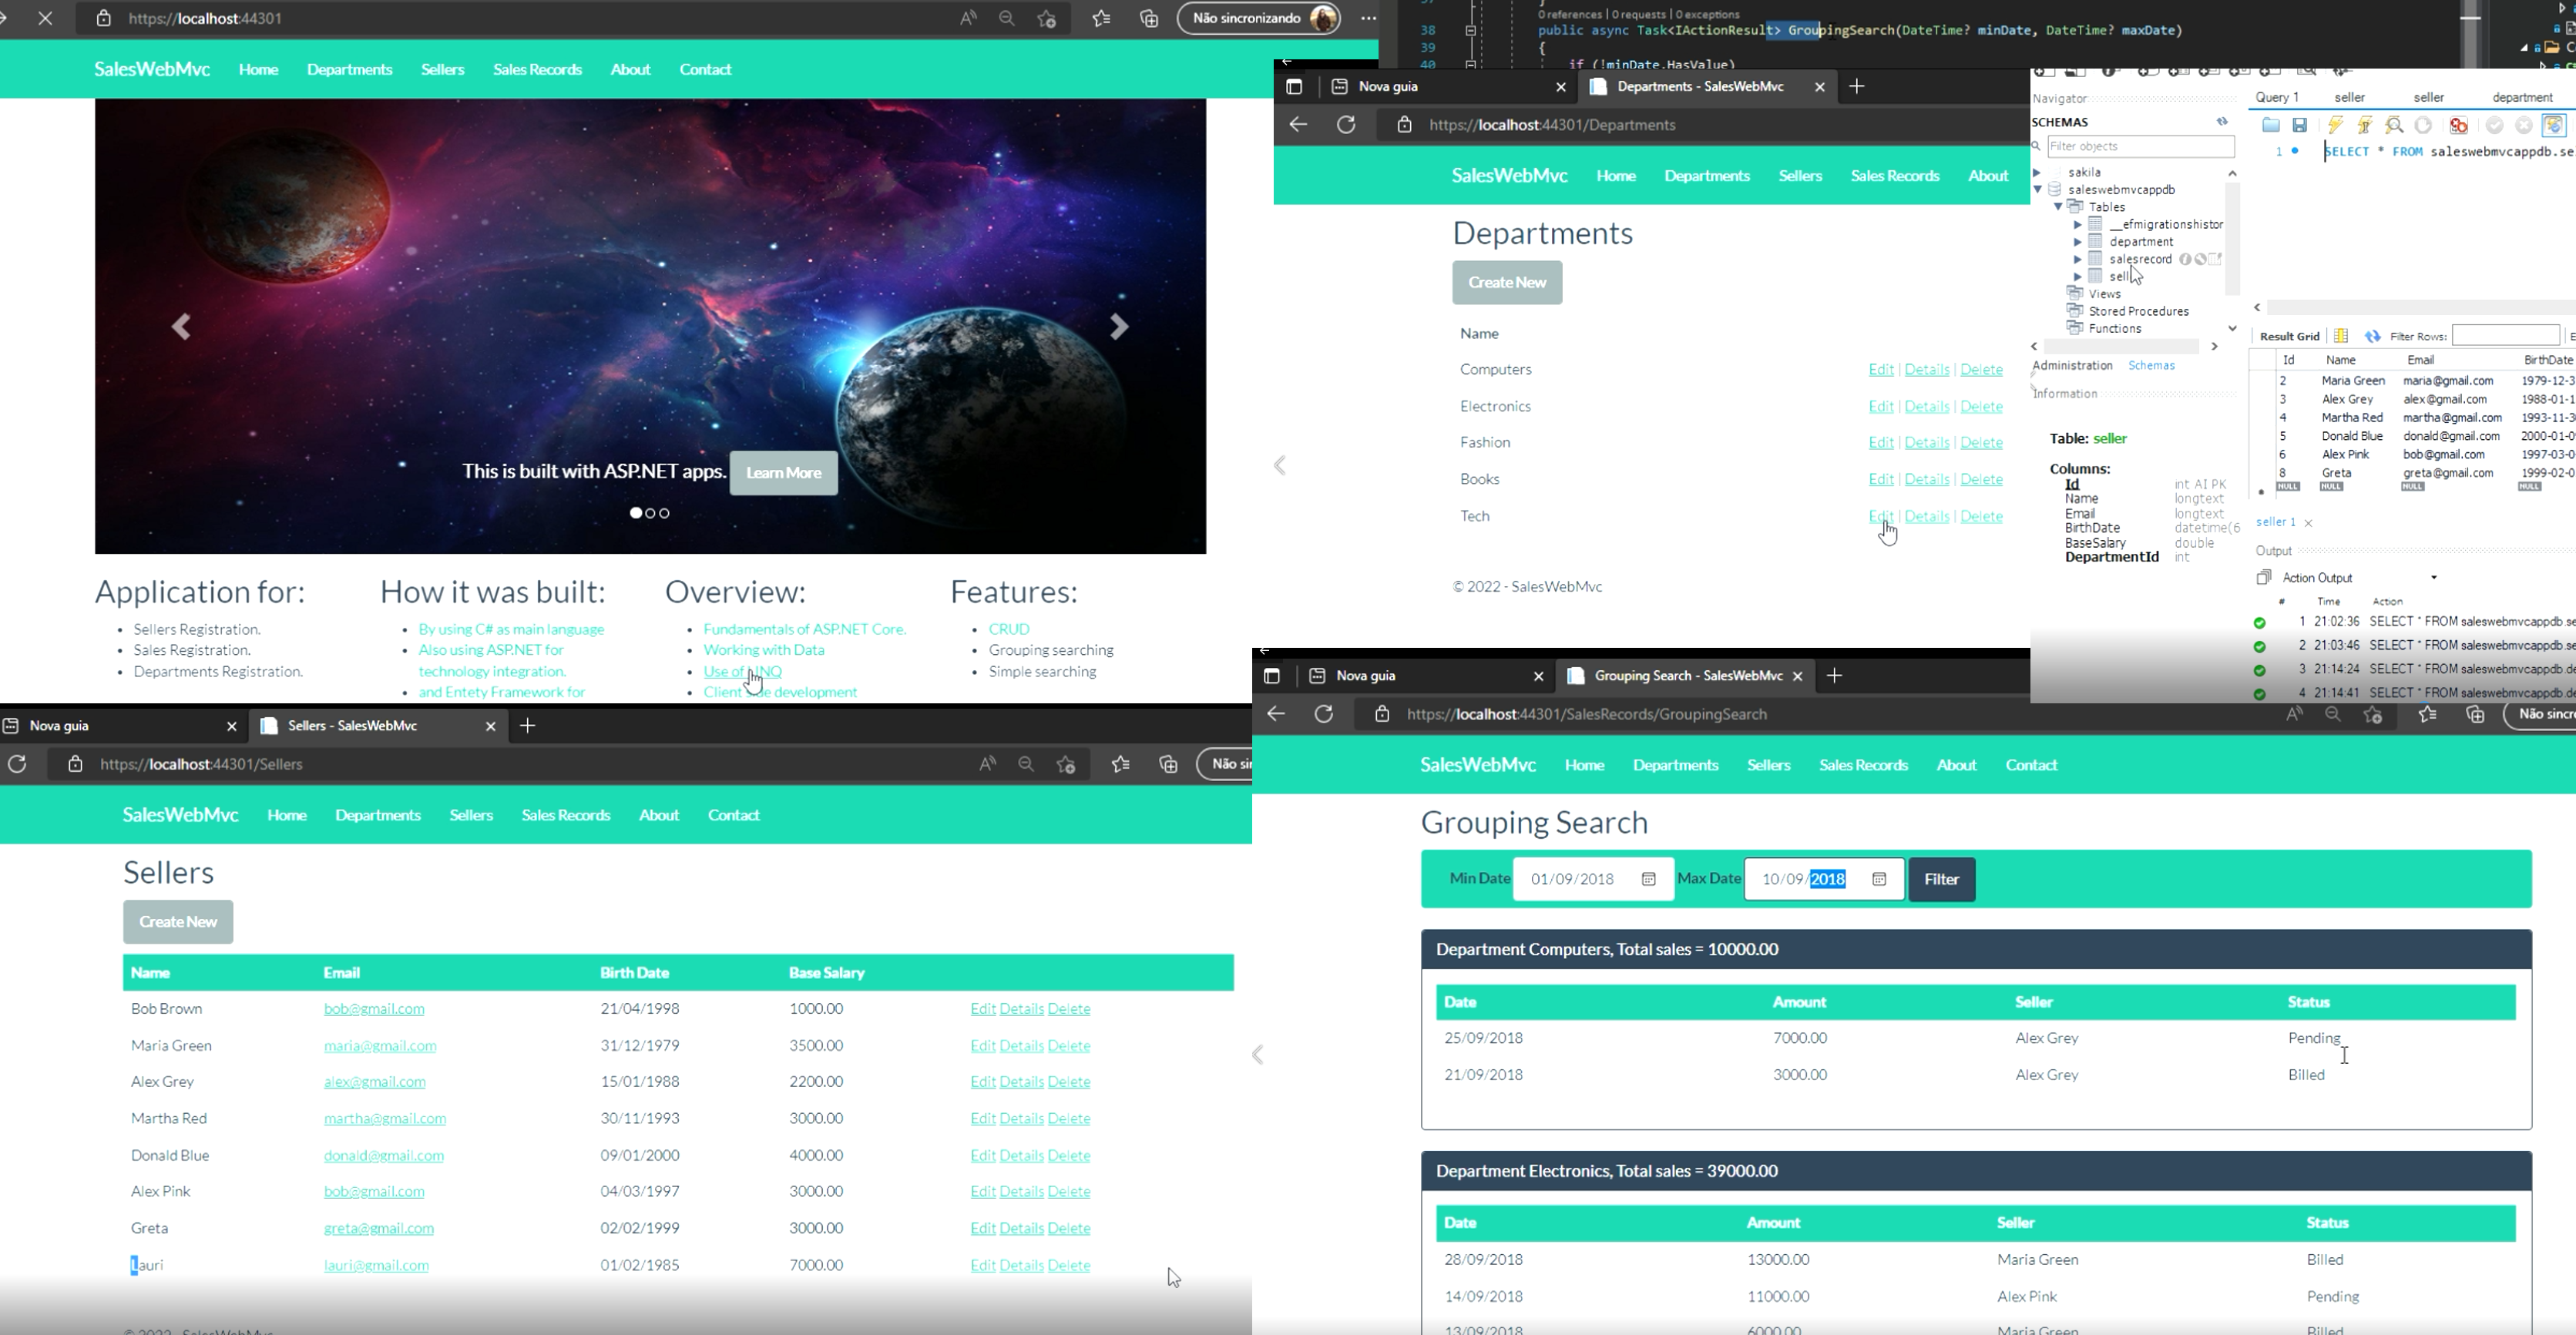 https://localhost:44301
Não sincronizando
SalesWebMvc Home Departments Sellers Sales Records About Contact
This is built with ASP.NET apps. Learn More
Application for:
Sellers Registration.
Sales Registration.
Departments Registration.
How it was built:
By using C# as main language
Also using ASP.NET for
technology integration.
and Entety Framework for
Overview:
Fundamentals of ASP.NET Core.
Working with Data
Use of LINQ
Client side development
Features:
CRUD
Grouping searching
Simple searching
0 references | 0 requests | 0 exceptions
38 public async Task<IActionResult> GroupingSearch(DateTime? minDate, DateTime? maxDate)
39 {
40 if (!minDate.HasValue)
Nova guia
Departments - SalesWebMvc
https://localhost:44301/Departments
SalesWebMvc Home Departments Sellers Sales Records About
Departments
Create New
Name
Computers Edit | Details | Delete
Electronics Edit | Details | Delete
Fashion Edit | Details | Delete
Books Edit | Details | Delete
Tech Edit | Details | Delete
© 2022 - SalesWebMvc
Navigator
SCHEMAS
Filter objects
sakila
saleswebmvcappdb
Tables
__efmigrationshistor
department
salesrecord
sell
Views
Stored Procedures
Functions
Administration Schemas
Information
Table: seller
Columns:
Id int AI PK
Name longtext
Email longtext
BirthDate datetime(6
BaseSalary double
DepartmentId int
Query 1 seller seller department
1 SELECT * FROM saleswebmvcappdb.se
Result Grid Filter Rows:
Id Name Email BirthDate
2 Maria Green maria@gmail.com 1979-12-3
3 Alex Grey alex@gmail.com 1988-01-1
4 Martha Red martha@gmail.com 1993-11-3
5 Donald Blue donald@gmail.com 2000-01-0
6 Alex Pink bob@gmail.com 1997-03-0
8 Greta greta@gmail.com 1999-02-0
NULL NULL NULL NULL
seller 1
Output
Action Output
# Time Action
1 21:02:36 SELECT * FROM saleswebmvcappdb.se
2 21:03:46 SELECT * FROM saleswebmvcappdb.se
3 21:14:24 SELECT * FROM saleswebmvcappdb.de
4 21:14:41 SELECT * FROM saleswebmvcappdb.de
Nova guia
Sellers - SalesWebMvc
https://localhost:44301/Sellers
Não si
SalesWebMvc Home Departments Sellers Sales Records About Contact
Sellers
Create New
Name Email Birth Date Base Salary
Bob Brown bob@gmail.com 21/04/1998 1000.00 Edit Details Delete
Maria Green maria@gmail.com 31/12/1979 3500.00 Edit Details Delete
Alex Grey alex@gmail.com 15/01/1988 2200.00 Edit Details Delete
Martha Red martha@gmail.com 30/11/1993 3000.00 Edit Details Delete
Donald Blue donald@gmail.com 09/01/2000 4000.00 Edit Details Delete
Alex Pink bob@gmail.com 04/03/1997 3000.00 Edit Details Delete
Greta greta@gmail.com 02/02/1999 3000.00 Edit Details Delete
Lauri lauri@gmail.com 01/02/1985 7000.00 Edit Details Delete
Nova guia
Grouping Search - SalesWebMvc
https://localhost:44301/SalesRecords/GroupingSearch
Não sincr
SalesWebMvc Home Departments Sellers Sales Records About Contact
Grouping Search
Min Date 01/09/2018 Max Date 10/09/2018 Filter
Department Computers, Total sales = 10000.00
Date Amount Seller Status
25/09/2018 7000.00 Alex Grey Pending
21/09/2018 3000.00 Alex Grey Billed
Department Electronics, Total sales = 39000.00
Date Amount Seller Status
28/09/2018 13000.00 Maria Green Billed
14/09/2018 11000.00 Alex Pink Pending
13/09/2018 6000.00 Maria Green Billed